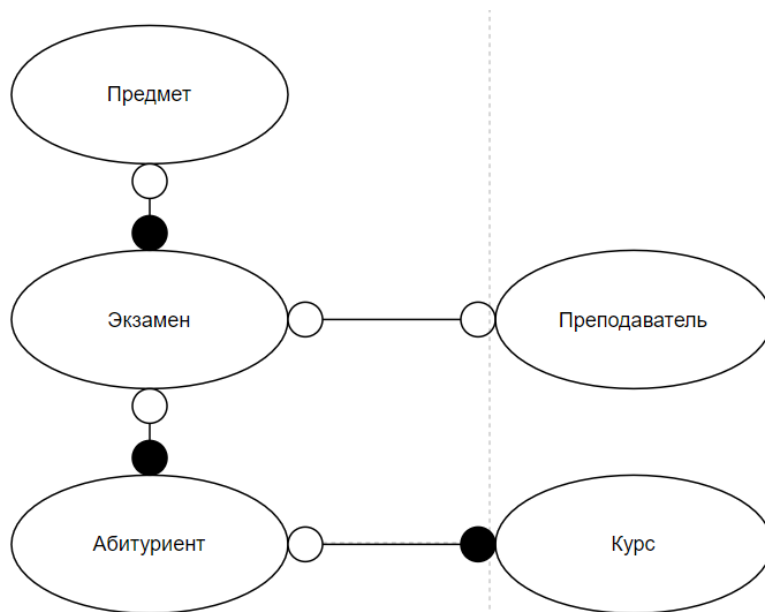 Предмет
Экзамен
Преподаватель
Абитуриент
Курс